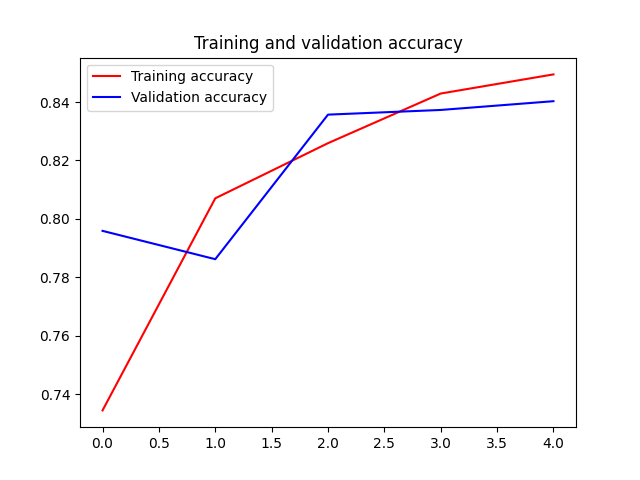 Training and validation accuracy
Training accuracy
Validation accuracy
0.84
0.82
0.80
0.78
0.76
0.74
0.0 0.5 1.0 1.5 2.0 2.5 3.0 3.5 4.0